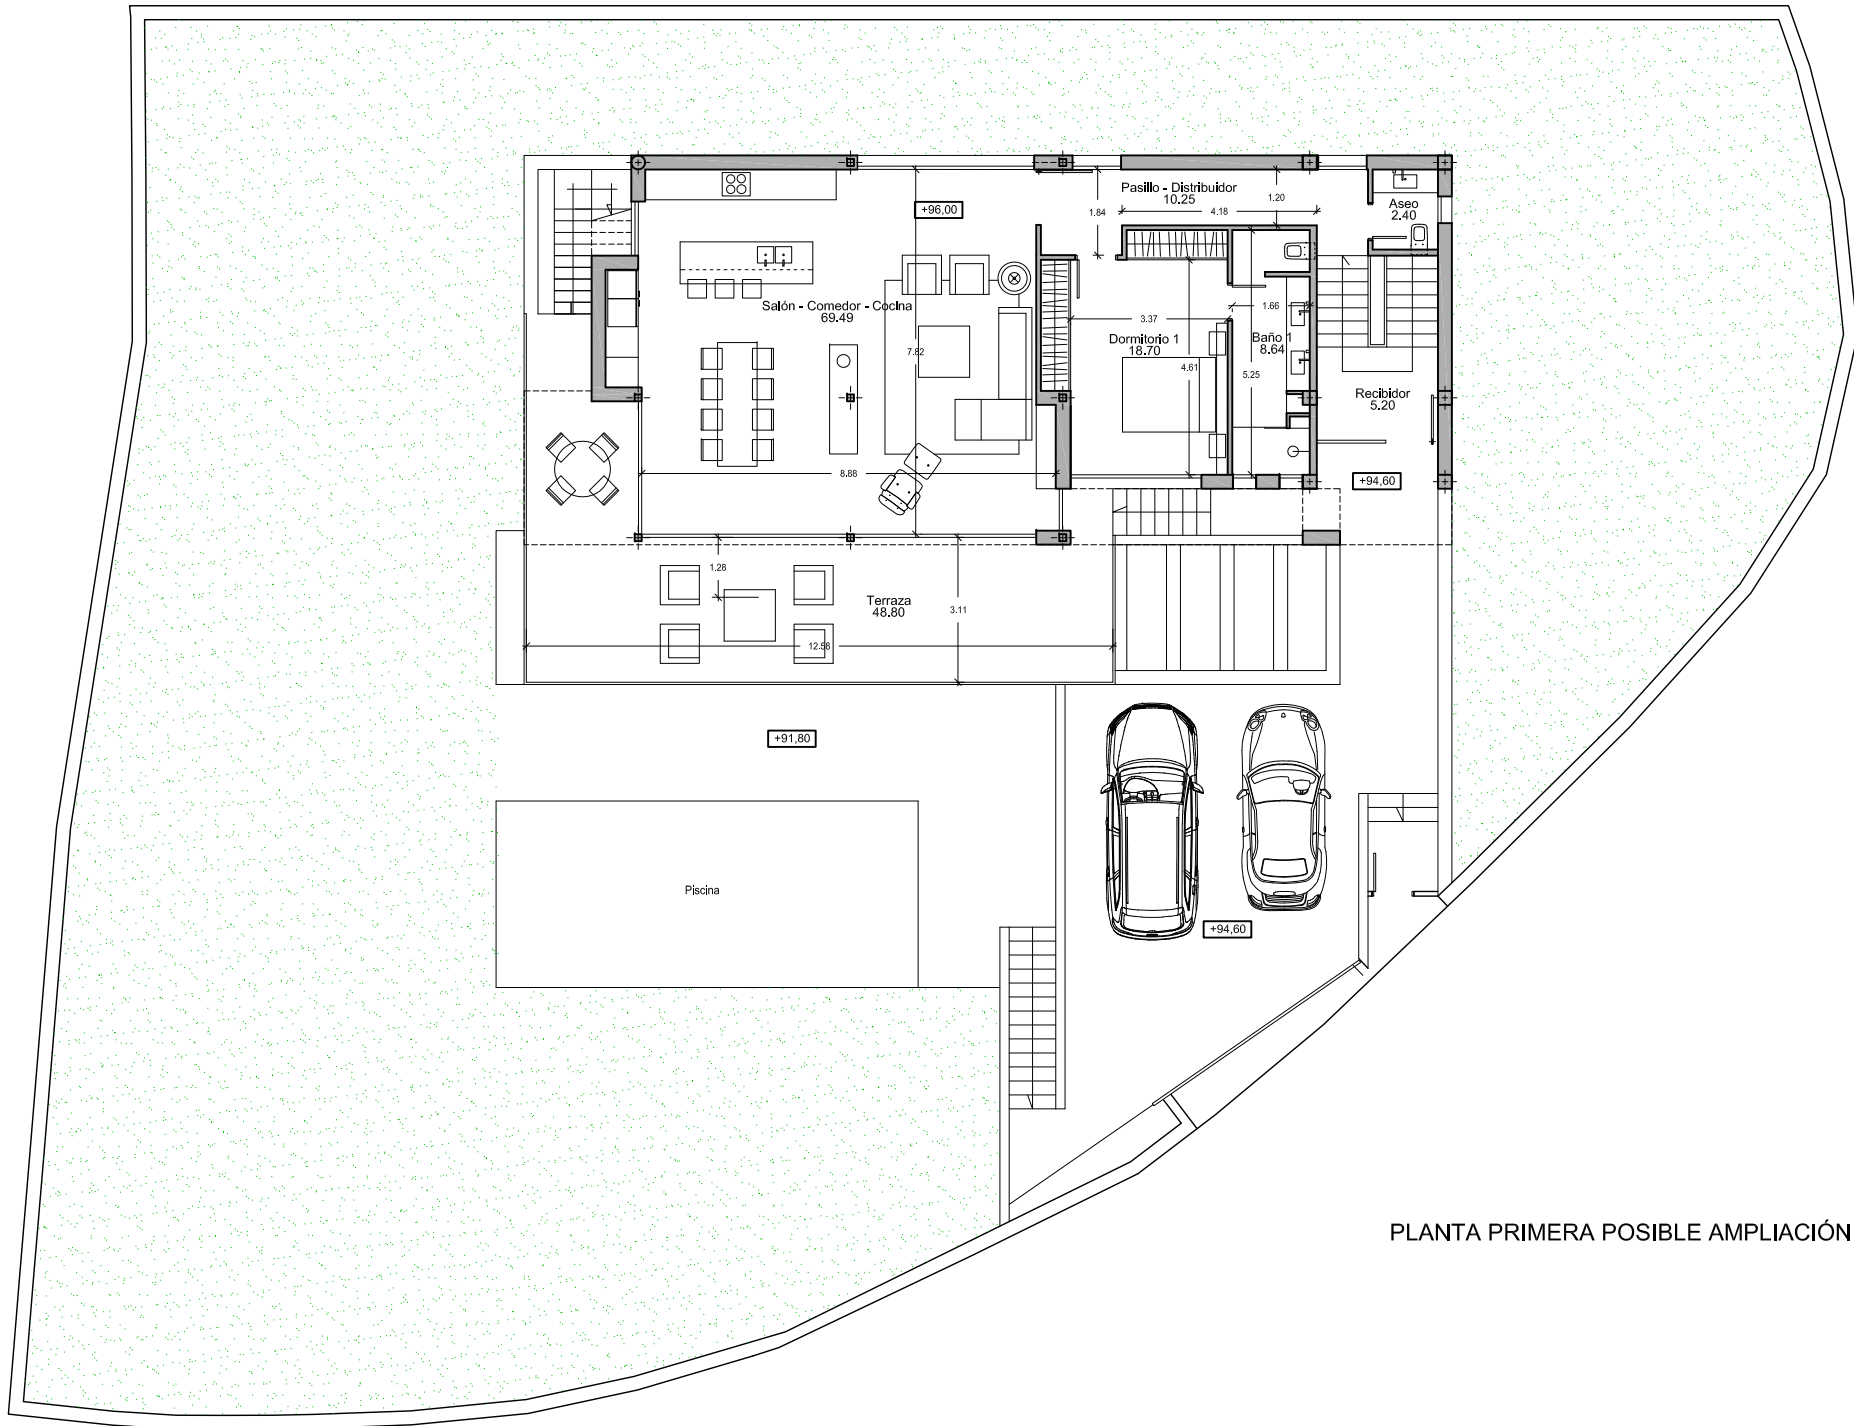 Pasillo - Distribuidor
10.25
1.20
Aseo
2.40
+96,00
1.84
4.18
Salón - Comedor - Cocina
69.49
1.66
3.37
Dormitorio 1
18.70
Baño 1
8.64
7.92
4.61
5.25
Recibidor
5.20
8.88
+94,60
1.28
Terraza
48.80
3.11
12.56
+91,80
Piscina
+94,60
PLANTA PRIMERA POSIBLE AMPLIACIÓN